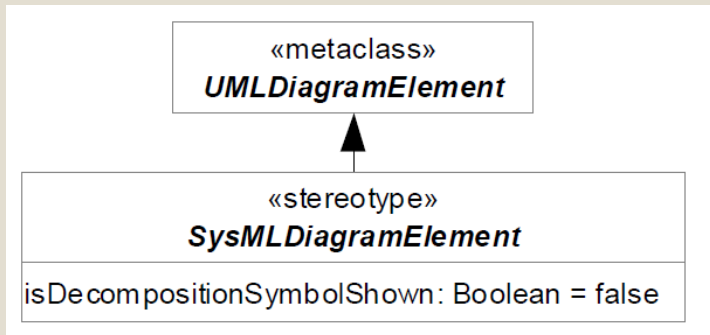 «metaclass»
UMLDiagramElement
«stereotype»
SysMLDiagramElement
isDecompositionSymbolShown: Boolean = false